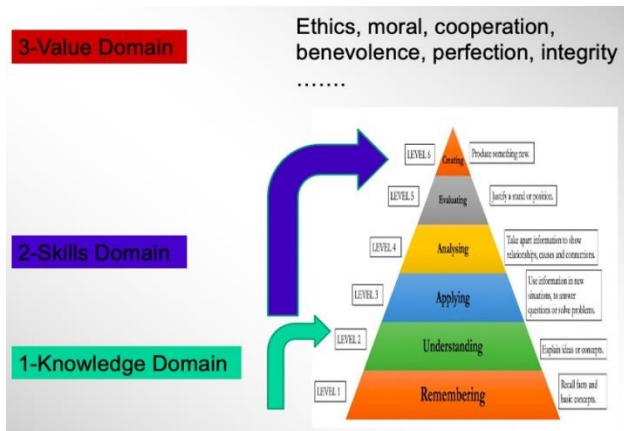 3-Value Domain
Ethics, moral, cooperation,
benevolence, perfection, integrity
.......
LEVEL 6
Creating
Produce something new.
LEVEL 5
Evaluating
Justify a stand or position.
2-Skills Domain
LEVEL 4
Analysing
Take apart information to show
relationships, causes and connections.
LEVEL 3
Applying
Use information in new
situations, to answer
questions or solve problems.
1-Knowledge Domain
LEVEL 2
Understanding
Explain ideas or concepts.
LEVEL 1
Remembering
Recall facts and
basic concepts.